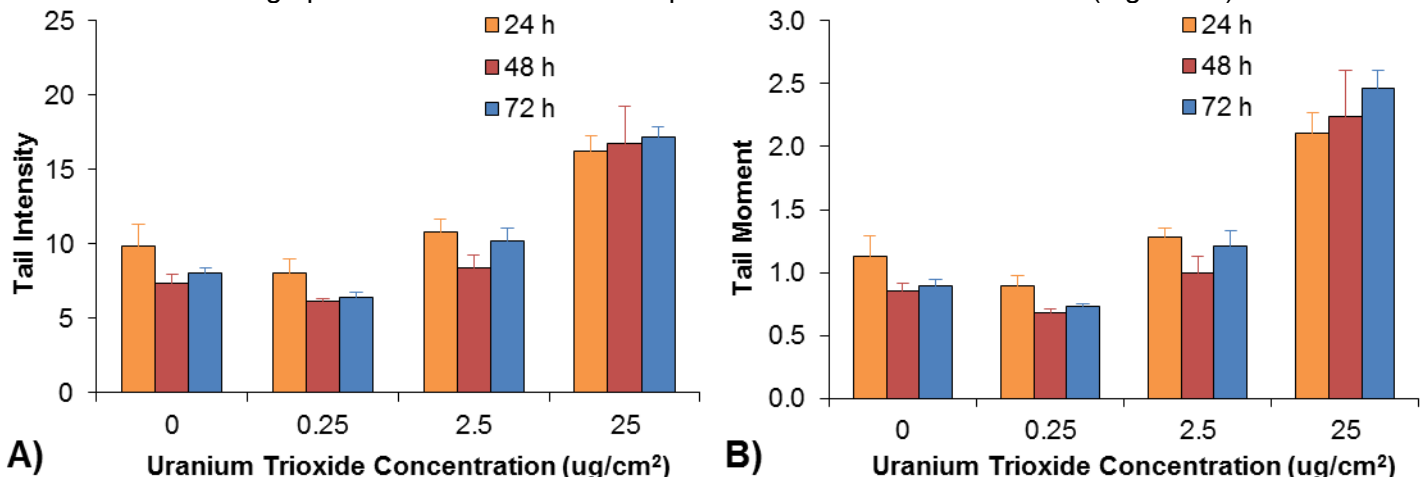 25
20
15
10
5
0
Tail Intensity
24 h
48 h
72 h
0 0.25 2.5 25
A) Uranium Trioxide Concentration (ug/cm²)
3.0
2.5
2.0
1.5
1.0
0.5
0.0
Tail Moment
24 h
48 h
72 h
0 0.25 2.5 25
B) Uranium Trioxide Concentration (ug/cm²)